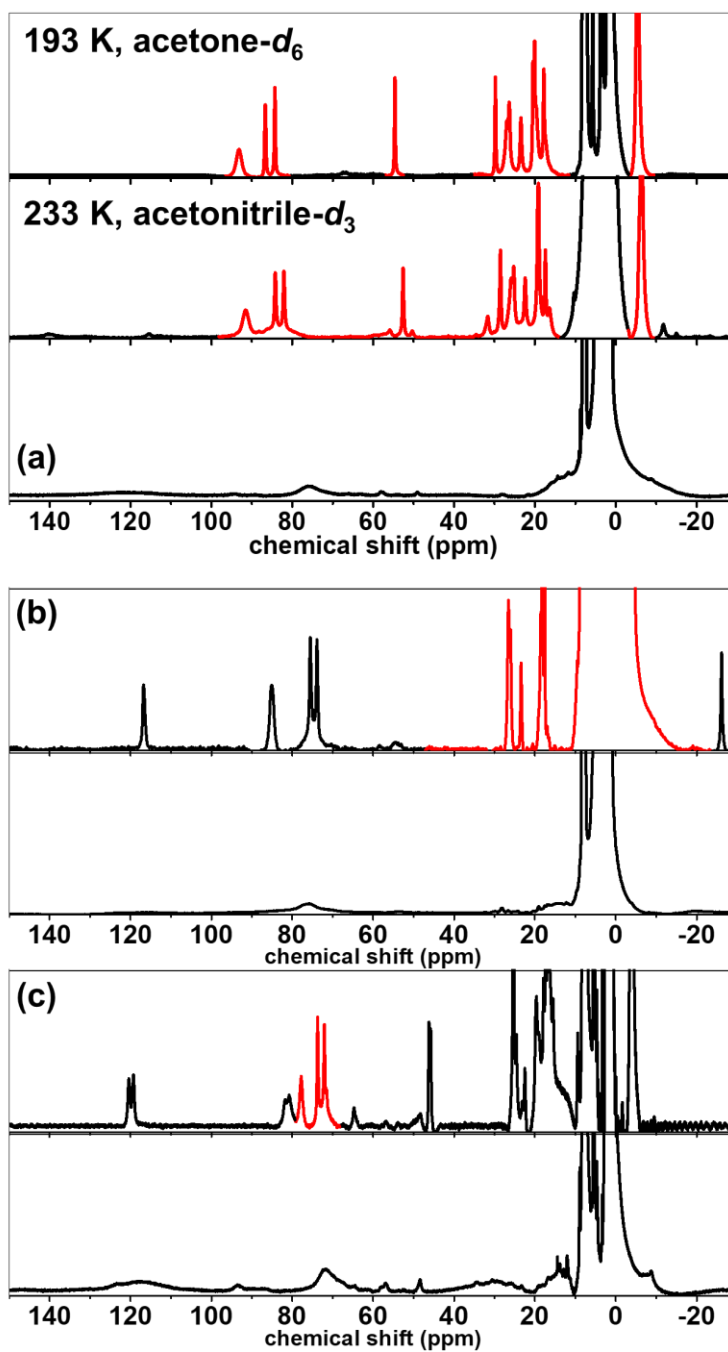 193 K, acetone-d6
233 K, acetonitrile-d3
(a)
140 120 100 80 60 40 20 0 -20
chemical shift (ppm)
(b)
140 120 100 80 60 40 20 0 -20
chemical shift (ppm)
(c)
140 120 100 80 60 40 20 0 -20
chemical shift (ppm)